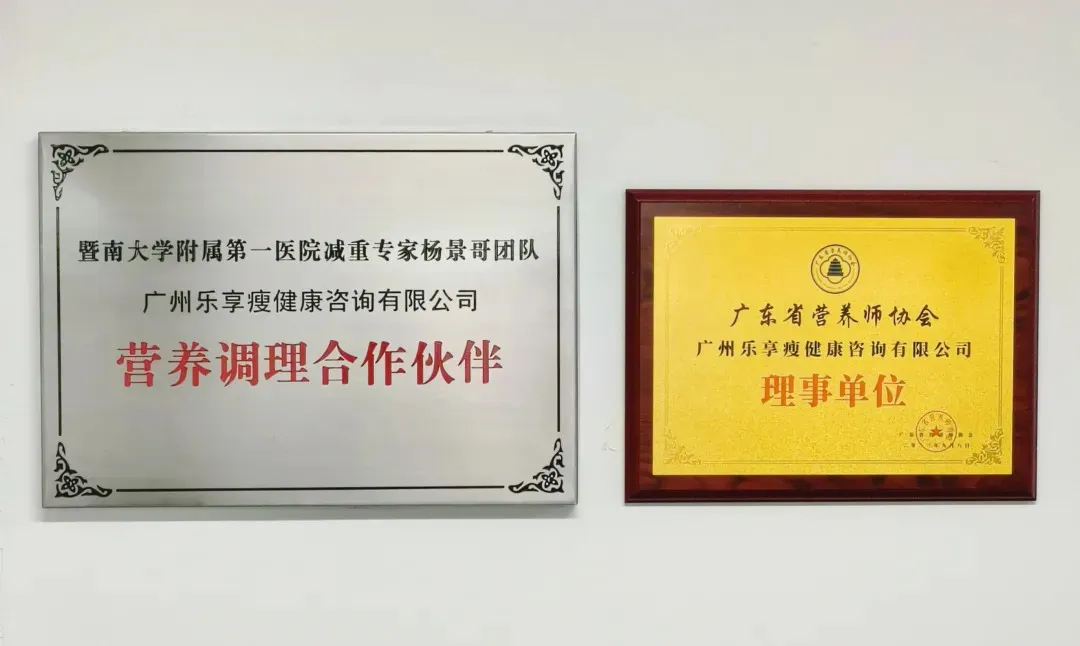 暨南大学附属第一医院减重专家杨景哥团队
广州乐享瘦健康咨询有限公司
营养调理合作伙伴
广东省营养师协会
广州乐享瘦健康咨询有限公司
理事单位